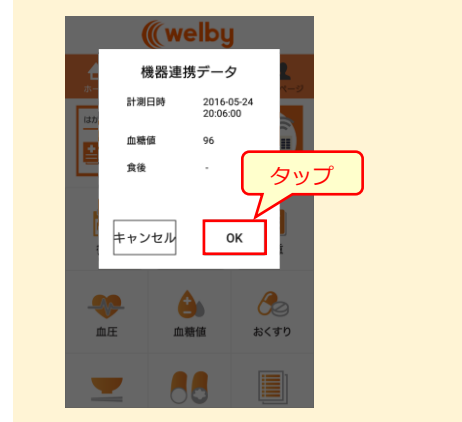 welby
機器連携データ
計測日時 2016-05-24
20:06:00
血糖値 96
食後 -
タップ
キャンセル OK
血圧 血糖値 おくすり